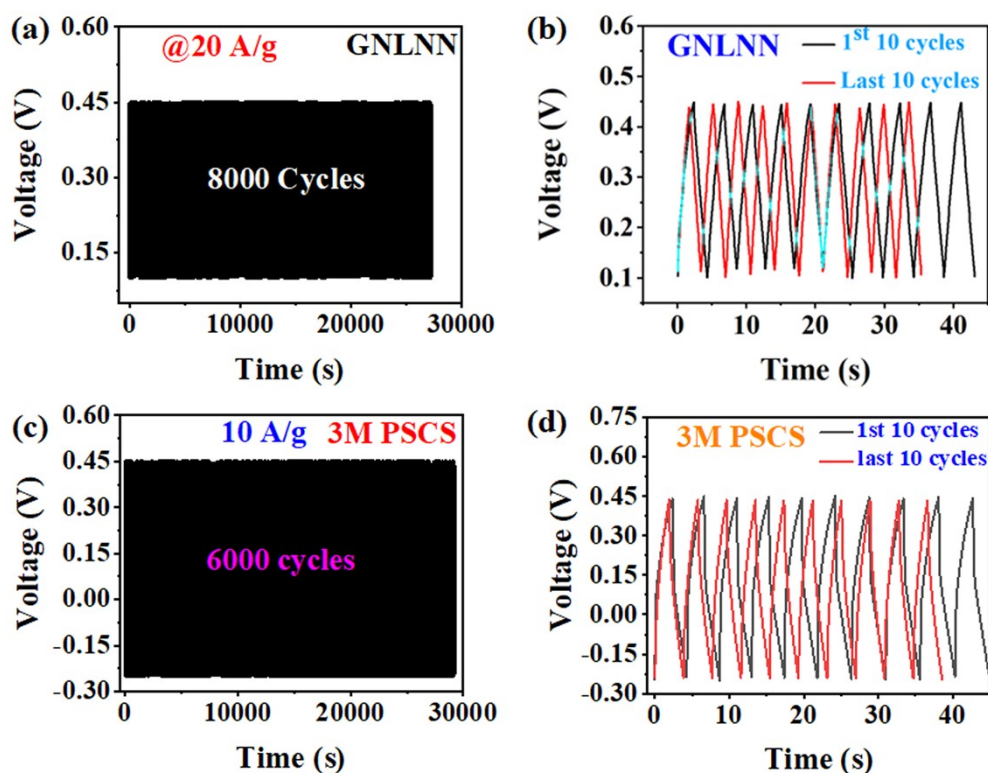 (a)
@20 A/g GNLNN
8000 Cycles
0.60
0.45
0.30
0.15
Voltage (V)
0 10000 20000 30000
Time (s)
(b)
GNLNN
1st 10 cycles
Last 10 cycles
0.6
0.5
0.4
0.3
0.2
0.1
Voltage (V)
0 10 20 30 40
Time (s)
(c)
10 A/g 3M PSCS
6000 cycles
0.60
0.45
0.30
0.15
0.00
-0.15
-0.30
Voltage (V)
0 10000 20000 30000
Time (s)
(d)
3M PSCS
1st 10 cycles
last 10 cycles
0.75
0.60
0.45
0.30
0.15
0.00
-0.15
-0.30
Voltage (V)
0 10 20 30 40
Time (s)